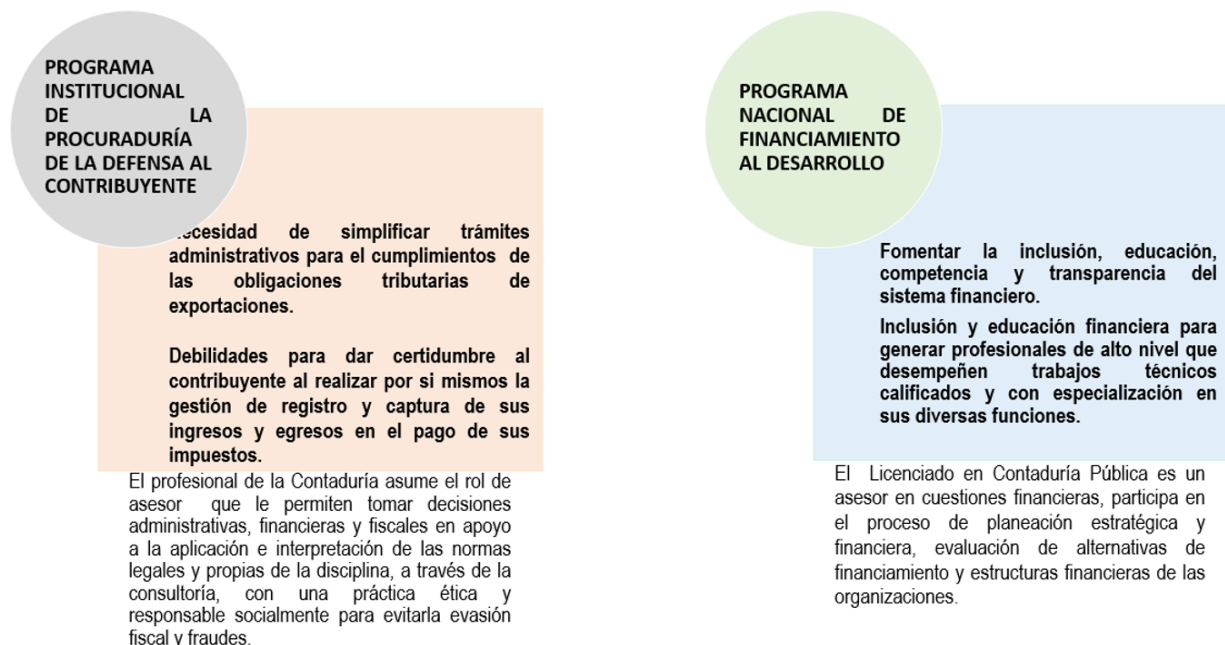 PROGRAMA
INSTITUCIONAL
DE LA
PROCURADURÍA
DE LA DEFENSA AL
CONTRIBUYENTE
Necesidad de simplificar trámites
administrativos para el cumplimientos de
las obligaciones tributarias de
exportaciones.
Debilidades para dar certidumbre al
contribuyente al realizar por si mismos la
gestión de registro y captura de sus
ingresos y egresos en el pago de sus
impuestos.
El profesional de la Contaduría asume el rol de
asesor que le permiten tomar decisiones
administrativas, financieras y fiscales en apoyo
a la aplicación e interpretación de las normas
legales y propias de la disciplina, a través de la
consultoría, con una práctica ética y
responsable socialmente para evitarla evasión
fiscal y fraudes.
PROGRAMA
NACIONAL DE
FINANCIAMIENTO
AL DESARROLLO
Fomentar la inclusión, educación,
competencia y transparencia del
sistema financiero.
Inclusión y educación financiera para
generar profesionales de alto nivel que
desempeñen trabajos técnicos
calificados y con especialización en
sus diversas funciones.
El Licenciado en Contaduría Pública es un
asesor en cuestiones financieras, participa en
el proceso de planeación estratégica y
financiera, evaluación de alternativas de
financiamiento y estructuras financieras de las
organizaciones.